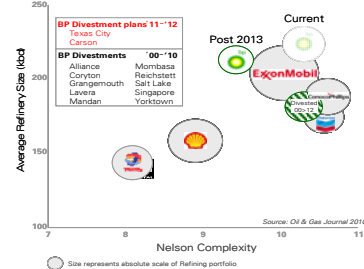 250
Current
BP Divestment plans ´11–'12
Texas City
Carson
Post 2013
BP Divestments ´00–'10
Alliance Mombasa
Coryton Reichstett
Grangemouth Salt Lake
Lavera Singapore
Mandan Yorktown
ExxonMobil
ConocoPhillips
Divested
00>12
Chevron
TOTAL
Average Refinery Size (kbd)
200
150
100
7 8 9 10 11
Source: Oil & Gas Journal 2010
Nelson Complexity
Size represents absolute scale of Refining portfolio